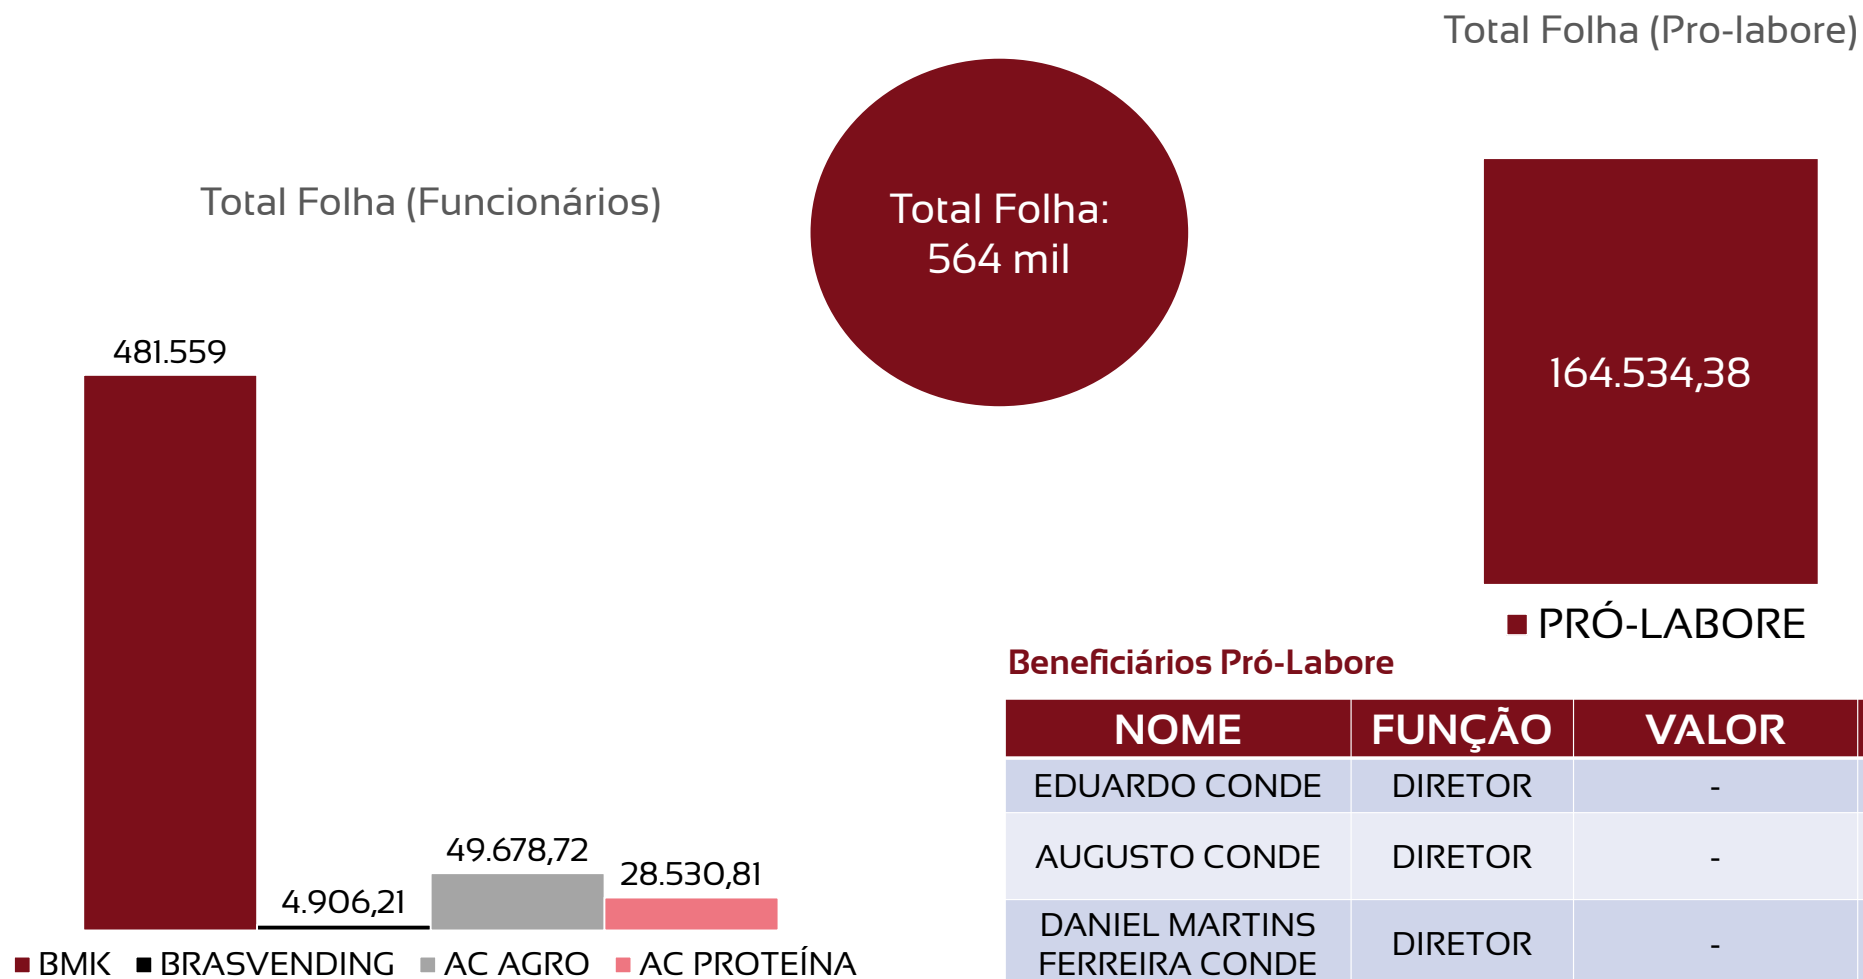 Total Folha (Pro-labore)
Total Folha (Funcionários)
Total Folha:
564 mil
164.534,38
PRÓ-LABORE
481.559
4.906,21
49.678,72
28.530,81
BMK BRASVENDING AC AGRO AC PROTEÍNA
Beneficiários Pró-Labore
NOME FUNÇÃO VALOR
EDUARDO CONDE DIRETOR -
AUGUSTO CONDE DIRETOR -
DANIEL MARTINS
FERREIRA CONDE DIRETOR -